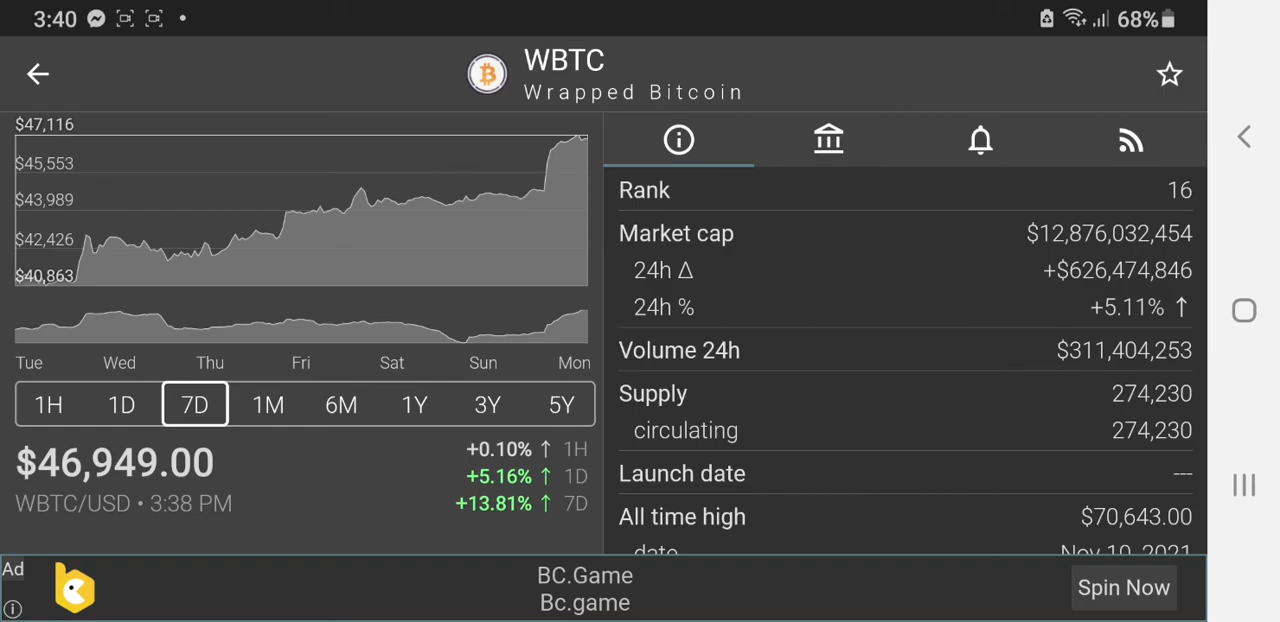 3:40
68%
WBTC
Wrapped Bitcoin
$47,116
$45,553
$43,989
$42,426
$40,863
Tue Wed Thu Fri Sat Sun Mon
1H 1D 7D 1M 6M 1Y 3Y 5Y
$46,949.00
WBTC/USD • 3:38 PM
+0.10% ↑ 1H
+5.16% ↑ 1D
+13.81% ↑ 7D
Rank 16
Market cap $12,876,032,454
24h Δ +$626,474,846
24h % +5.11% ↑
Volume 24h $311,404,253
Supply 274,230
circulating 274,230
Launch date ---
All time high $70,643.00
date Nov 10, 2021
Ad
BC.Game
Bc.game
Spin Now